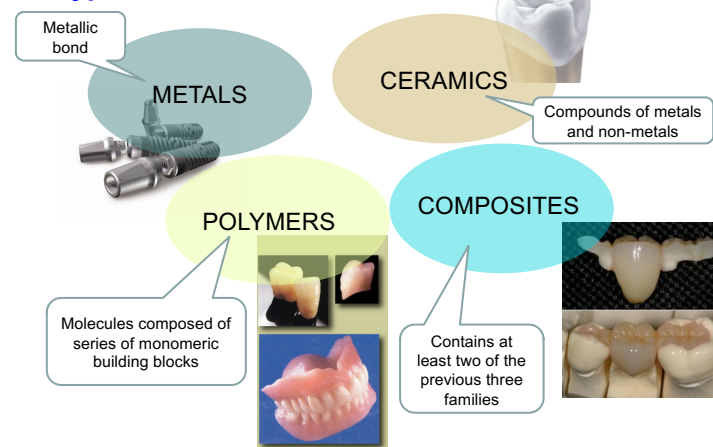 Metallic
bond
METALS
CERAMICS
Compounds of metals
and non-metals
POLYMERS
COMPOSITES
Molecules composed of
series of monomeric
building blocks
Contains at
least two of the
previous three
families